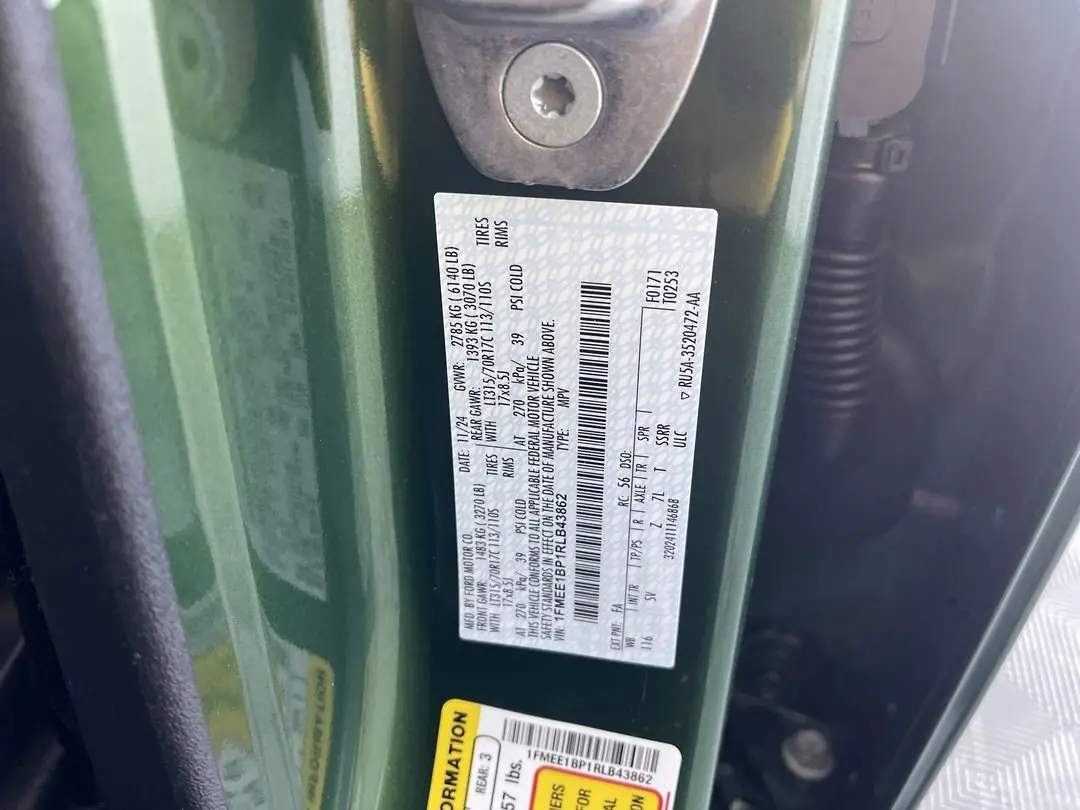 MFD. BY FORD MOTOR CO.
DATE: 11/24 GVWR: 2785 KG ( 6140 LB)
FRONT GAWR: 1483 KG ( 3270 LB) REAR GAWR: 1393 KG ( 3070 LB)
WITH LT315/70R17C 113/110S TIRES WITH LT315/70R17C 113/110S TIRES
17x8.5J RIMS 17x8.5J RIMS
AT 270 kPa/ 39 PSI COLD AT 270 kPa/ 39 PSI COLD
THIS VEHICLE CONFORMS TO ALL APPLICABLE FEDERAL MOTOR VEHICLE
SAFETY STANDARDS IN EFFECT ON THE DATE OF MANUFACTURE SHOWN ABOVE.
VIN: 1FMEE1BP1RLB43862 TYPE: MPV
F0171
T0253
EXT PNT: FA RC: 56 DSO:
WB INT TR TP/PS R AXLE TR SPR
116 SV Z 7L T SSRR
3202411146868 ULC
▽ RU5A-3520472-AA
ORMATION
REAR: 3
57 lbs.
1FMEE1BP1RLB43862